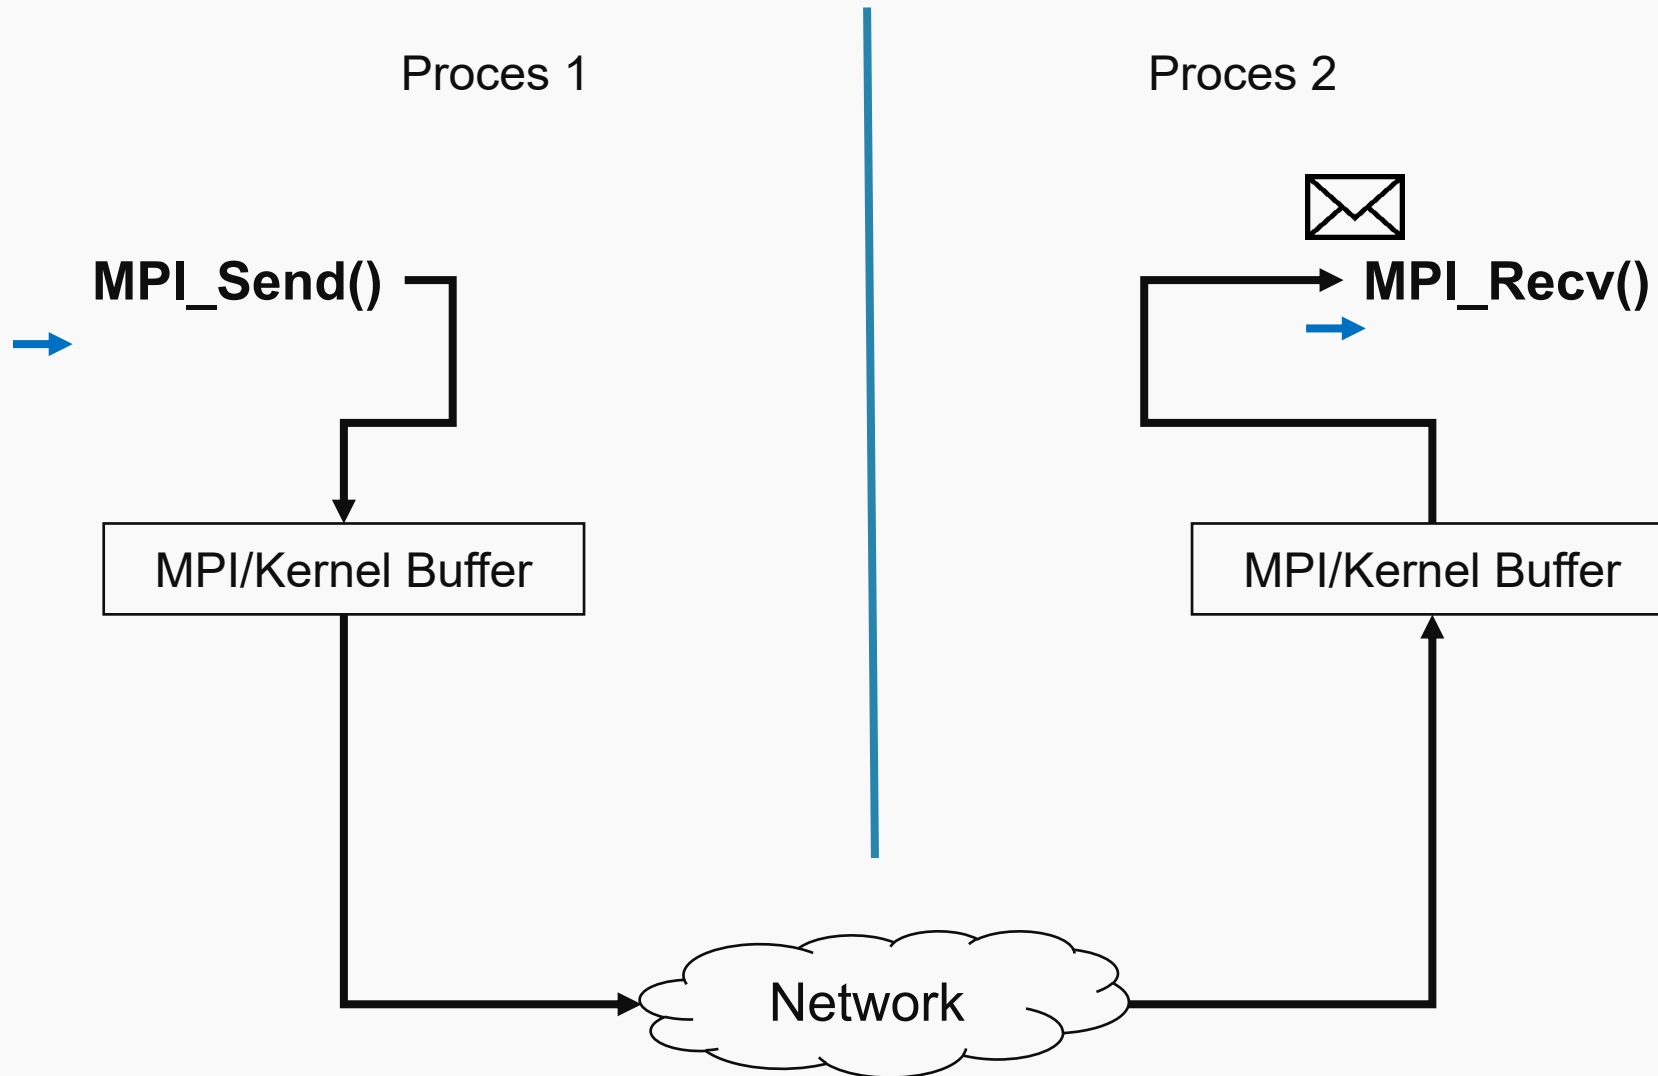 Proces 1
Proces 2
MPI_Send()
MPI_Recv()
MPI/Kernel Buffer
MPI/Kernel Buffer
Network